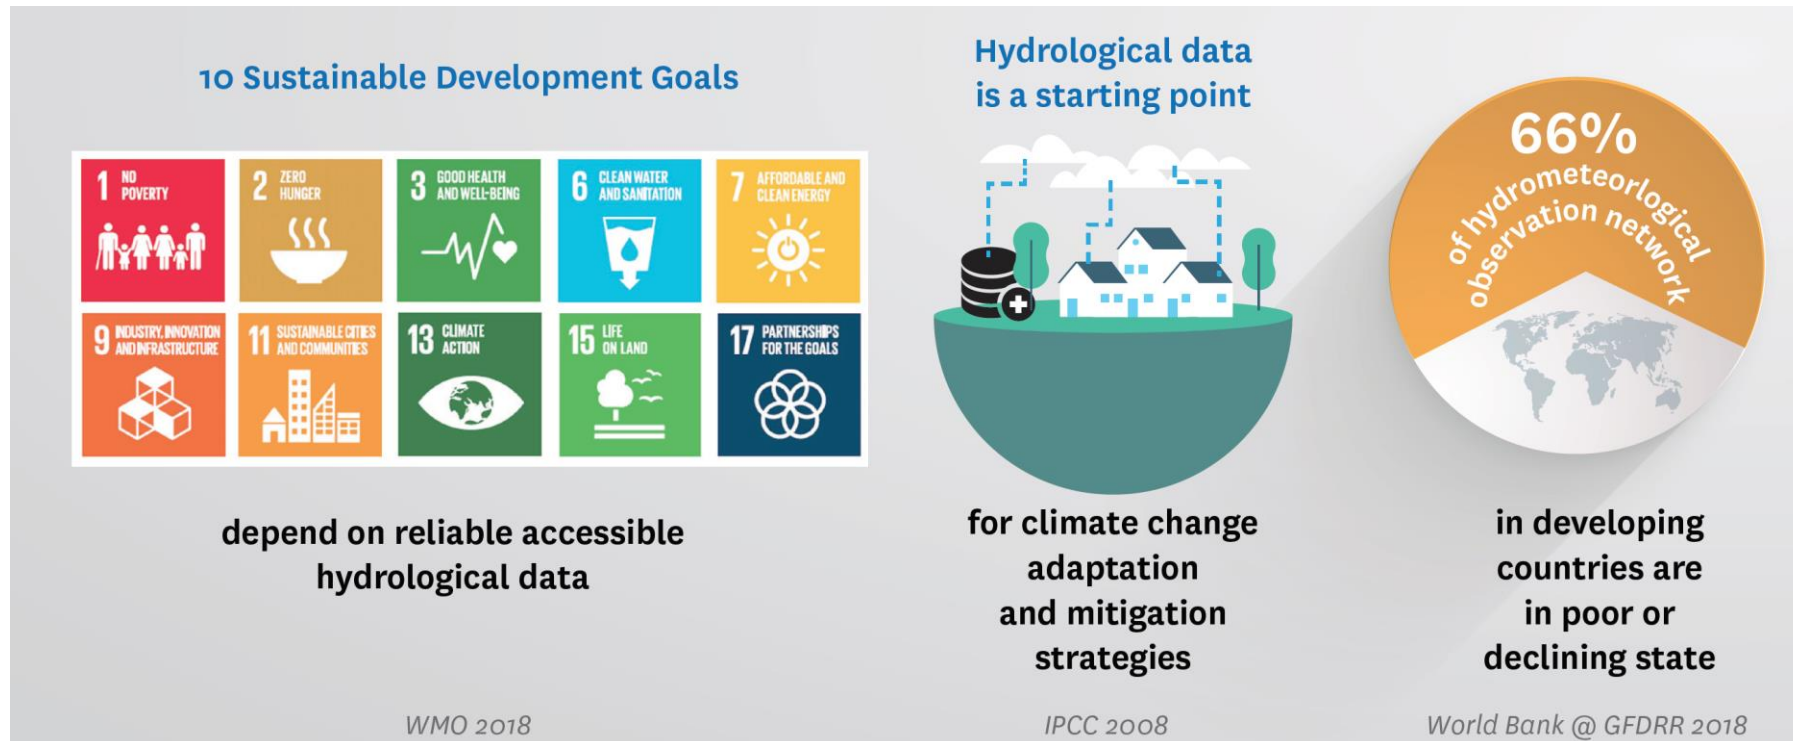 10 Sustainable Development Goals
1 NO
POVERTY
2 ZERO
HUNGER
3 GOOD HEALTH
AND WELL-BEING
6 CLEAN WATER
AND SANITATION
7 AFFORDABLE AND
CLEAN ENERGY
9 INDUSTRY, INNOVATION
AND INFRASTRUCTURE
11 SUSTAINABLE CITIES
AND COMMUNITIES
13 CLIMATE
ACTION
15 LIFE
ON LAND
17 PARTNERSHIPS
FOR THE GOALS
depend on reliable accessible
hydrological data
WMO 2018
Hydrological data
is a starting point
for climate change
adaptation
and mitigation
strategies
IPCC 2008
66%
of hydrometeorlogical
observation network
in developing
countries are
in poor or
declining state
World Bank @ GFDRR 2018